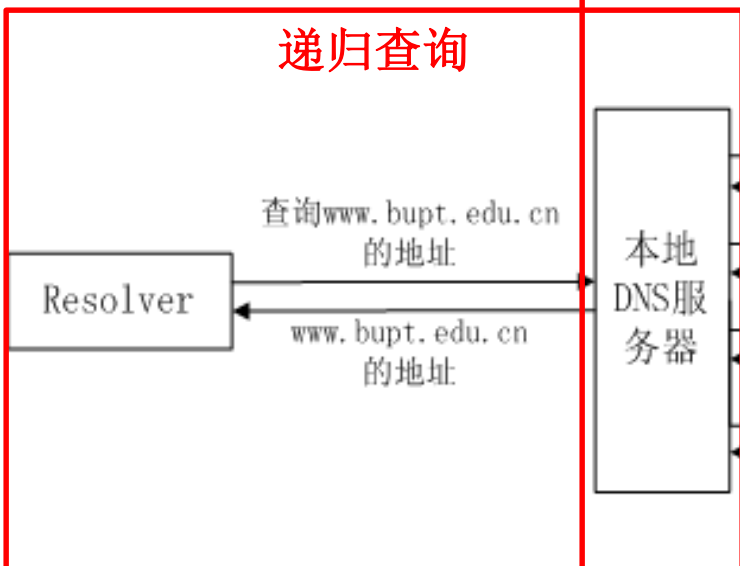 递归查询
查询www.bupt.edu.cn
的地址
Resolver
www.bupt.edu.cn
的地址
本地
DNS服
务器